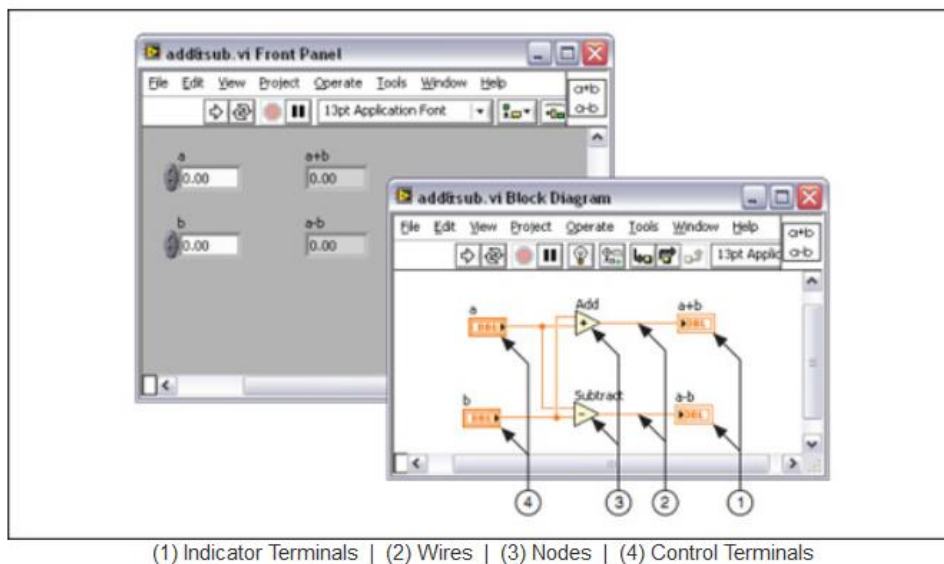 add&sub.vi Front Panel
File Edit View Project Operate Tools Window Help
a+b
a-b
13pt Application Font
a
0.00
a+b
0.00
b
0.00
a-b
0.00
add&sub.vi Block Diagram
File Edit View Project Operate Tools Window Help
a+b
a-b
13pt Applic
a
DBL
Add
+
a+b
DBL
b
DBL
Subtract
-
a-b
DBL
4
3
2
1
(1) Indicator Terminals | (2) Wires | (3) Nodes | (4) Control Terminals